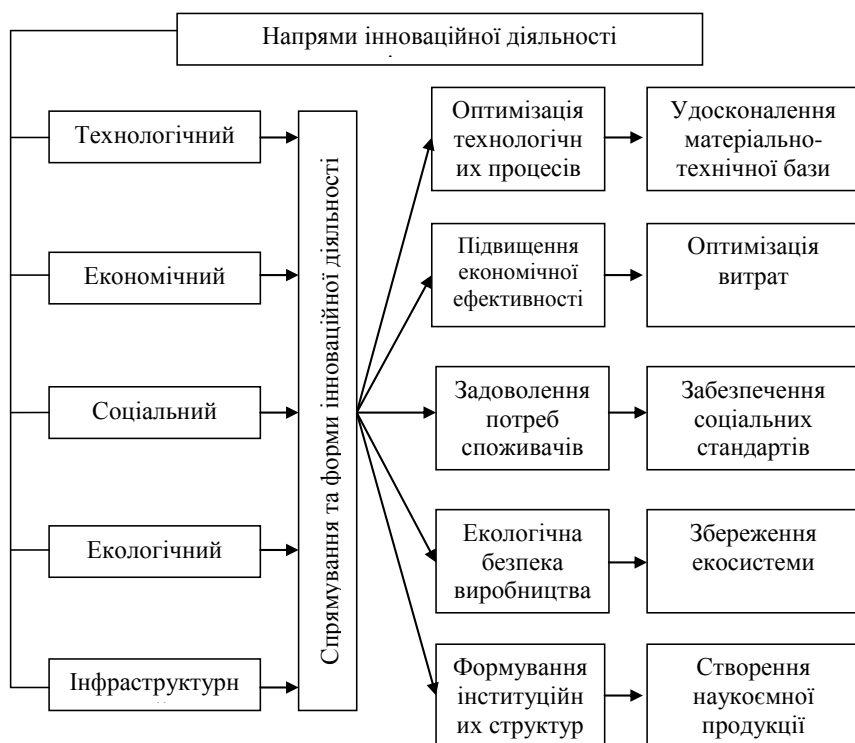 Напрями інноваційної діяльності
Технологічний
Економічний
Соціальний
Екологічний
Інфраструктурн
Спрямування та форми інноваційної діяльності
Оптимізація
технологічн
их процесів
Удосконалення
матеріально-
технічної бази
Підвищення
економічної
ефективності
Оптимізація
витрат
Задоволення
потреб
споживачів
Забезпечення
соціальних
стандартів
Екологічна
безпека
виробництва
Збереження
екосистеми
Формування
інституційн
их структур
Створення
наукоємної
продукції